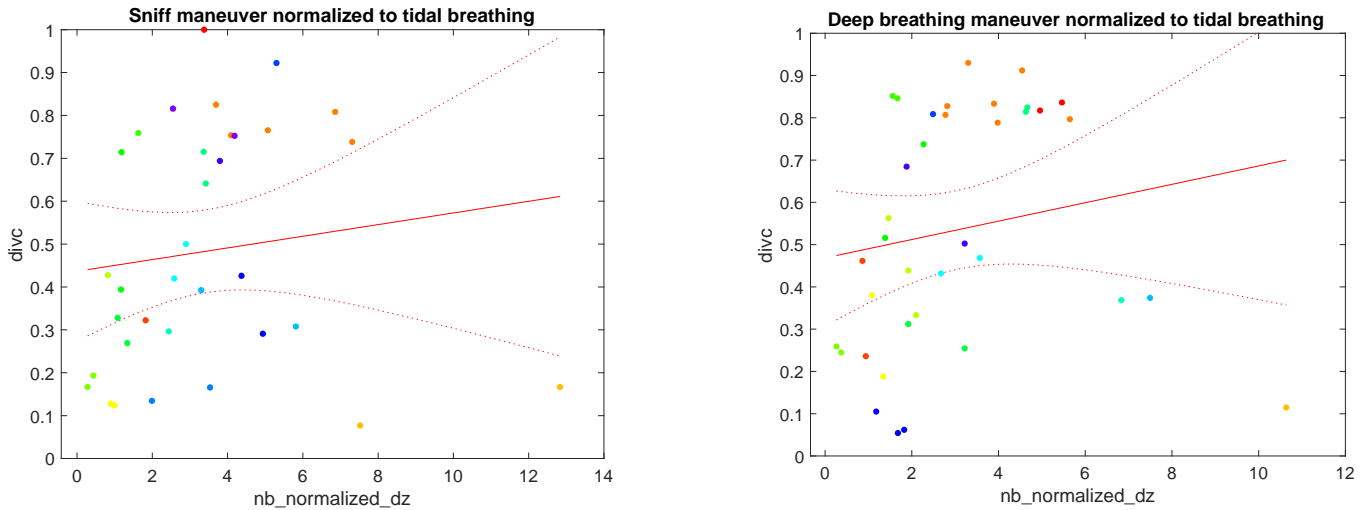 Sniff maneuver normalized to tidal breathing
1
0.9
0.8
0.7
0.6
0.5
0.4
0.3
0.2
0.1
0
divc
0 2 4 6 8 10 12 14
nb_normalized_dz
Deep breathing maneuver normalized to tidal breathing
1
0.9
0.8
0.7
0.6
0.5
0.4
0.3
0.2
0.1
0
divc
0 2 4 6 8 10 12
nb_normalized_dz